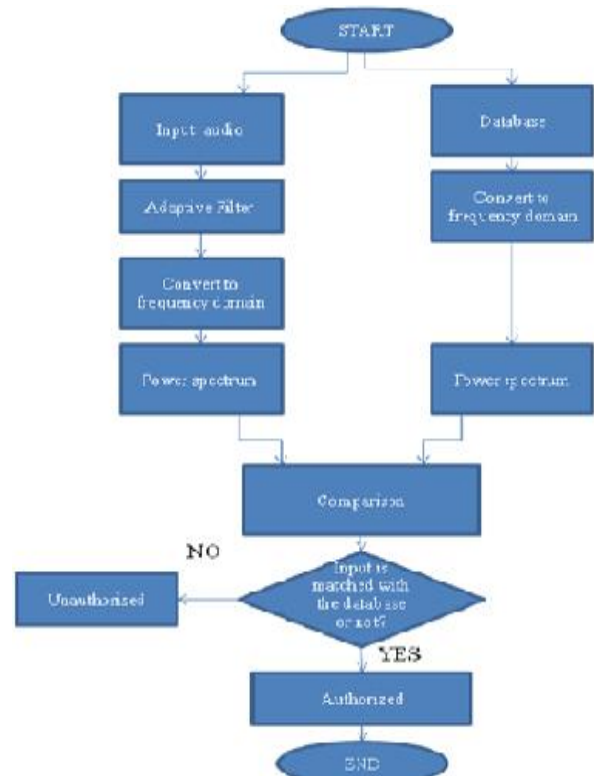 START
Input audio
Database
Adaptive Filter
Convert to
frequency domain
Convert to
frequency domain
Power spectrum
Power spectrum
Comparison
NO
Input is
matched with
the database
or not?
Unauthorized
YES
Authorized
END